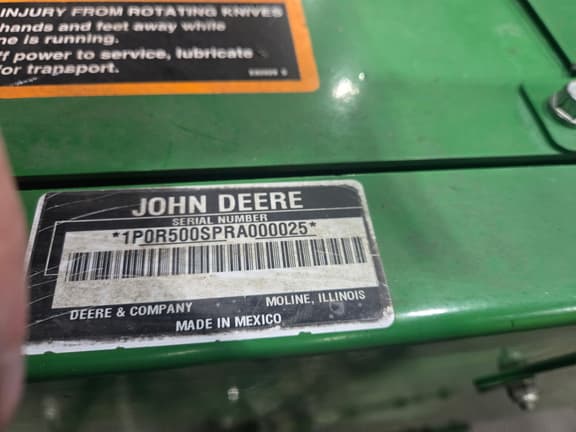 INJURY FROM ROTATING KNIVES
hands and feet away while
ne is running.
ff power to service, lubricate
for transport.
JOHN DEERE
SERIAL NUMBER
*1P0R500SPRA000025*
DEERE & COMPANY MOLINE, ILLINOIS
MADE IN MEXICO